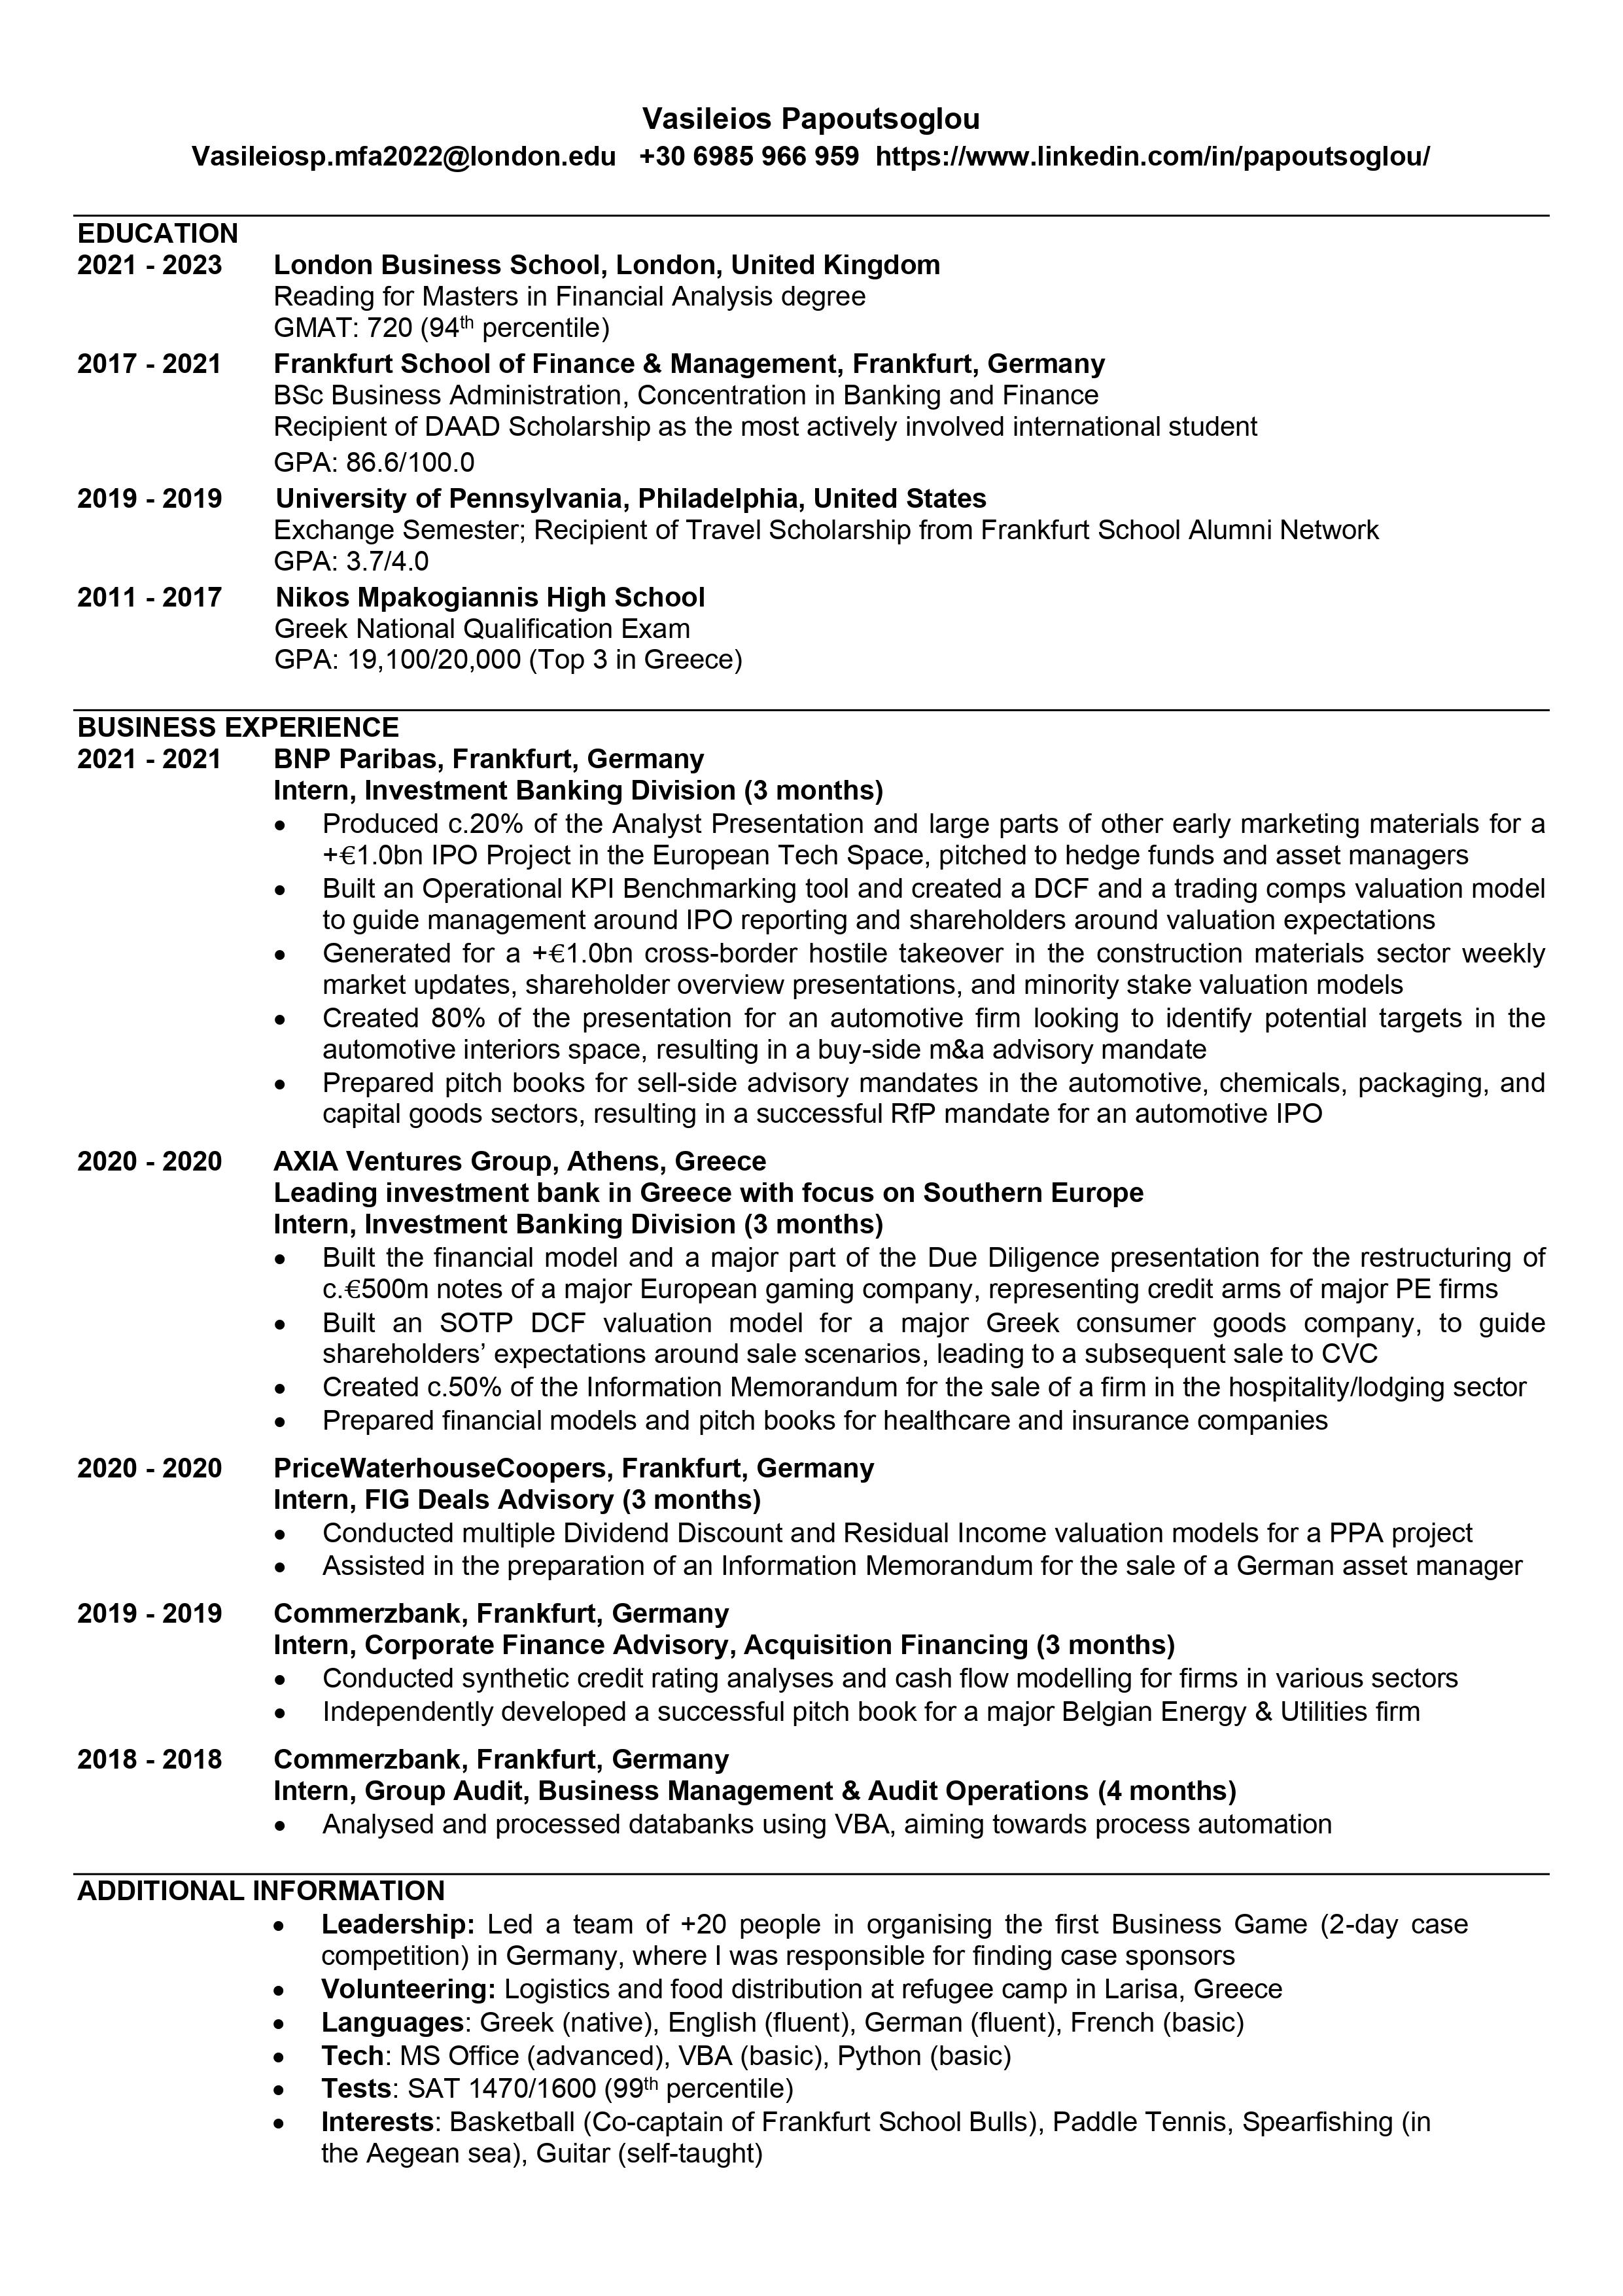 Vasileios Papoutsoglou
Vasileiosp.mfa2022@london.edu +30 6985 966 959 https://www.linkedin.com/in/papoutsoglou/
EDUCATION
2021 - 2023 London Business School, London, United Kingdom
Reading for Masters in Financial Analysis degree
GMAT: 720 (94th percentile)
2017 - 2021 Frankfurt School of Finance & Management, Frankfurt, Germany
BSc Business Administration, Concentration in Banking and Finance
Recipient of DAAD Scholarship as the most actively involved international student
GPA: 86.6/100.0
2019 - 2019 University of Pennsylvania, Philadelphia, United States
Exchange Semester; Recipient of Travel Scholarship from Frankfurt School Alumni Network
GPA: 3.7/4.0
2011 - 2017 Nikos Mpakogiannis High School
Greek National Qualification Exam
GPA: 19,100/20,000 (Top 3 in Greece)
BUSINESS EXPERIENCE
2021 - 2021 BNP Paribas, Frankfurt, Germany
Intern, Investment Banking Division (3 months)
• Produced c.20% of the Analyst Presentation and large parts of other early marketing materials for a
+€1.0bn IPO Project in the European Tech Space, pitched to hedge funds and asset managers
• Built an Operational KPI Benchmarking tool and created a DCF and a trading comps valuation model
to guide management around IPO reporting and shareholders around valuation expectations
• Generated for a +€1.0bn cross-border hostile takeover in the construction materials sector weekly
market updates, shareholder overview presentations, and minority stake valuation models
• Created 80% of the presentation for an automotive firm looking to identify potential targets in the
automotive interiors space, resulting in a buy-side m&a advisory mandate
• Prepared pitch books for sell-side advisory mandates in the automotive, chemicals, packaging, and
capital goods sectors, resulting in a successful RfP mandate for an automotive IPO
2020 - 2020 AXIA Ventures Group, Athens, Greece
Leading investment bank in Greece with focus on Southern Europe
Intern, Investment Banking Division (3 months)
• Built the financial model and a major part of the Due Diligence presentation for the restructuring of
c.€500m notes of a major European gaming company, representing credit arms of major PE firms
• Built an SOTP DCF valuation model for a major Greek consumer goods company, to guide
shareholders’ expectations around sale scenarios, leading to a subsequent sale to CVC
• Created c.50% of the Information Memorandum for the sale of a firm in the hospitality/lodging sector
• Prepared financial models and pitch books for healthcare and insurance companies
2020 - 2020 PriceWaterhouseCoopers, Frankfurt, Germany
Intern, FIG Deals Advisory (3 months)
• Conducted multiple Dividend Discount and Residual Income valuation models for a PPA project
• Assisted in the preparation of an Information Memorandum for the sale of a German asset manager
2019 - 2019 Commerzbank, Frankfurt, Germany
Intern, Corporate Finance Advisory, Acquisition Financing (3 months)
• Conducted synthetic credit rating analyses and cash flow modelling for firms in various sectors
• Independently developed a successful pitch book for a major Belgian Energy & Utilities firm
2018 - 2018 Commerzbank, Frankfurt, Germany
Intern, Group Audit, Business Management & Audit Operations (4 months)
• Analysed and processed databanks using VBA, aiming towards process automation
ADDITIONAL INFORMATION
• Leadership: Led a team of +20 people in organising the first Business Game (2-day case
competition) in Germany, where I was responsible for finding case sponsors
• Volunteering: Logistics and food distribution at refugee camp in Larisa, Greece
• Languages: Greek (native), English (fluent), German (fluent), French (basic)
• Tech: MS Office (advanced), VBA (basic), Python (basic)
• Tests: SAT 1470/1600 (99th percentile)
• Interests: Basketball (Co-captain of Frankfurt School Bulls), Paddle Tennis, Spearfishing (in
the Aegean sea), Guitar (self-taught)